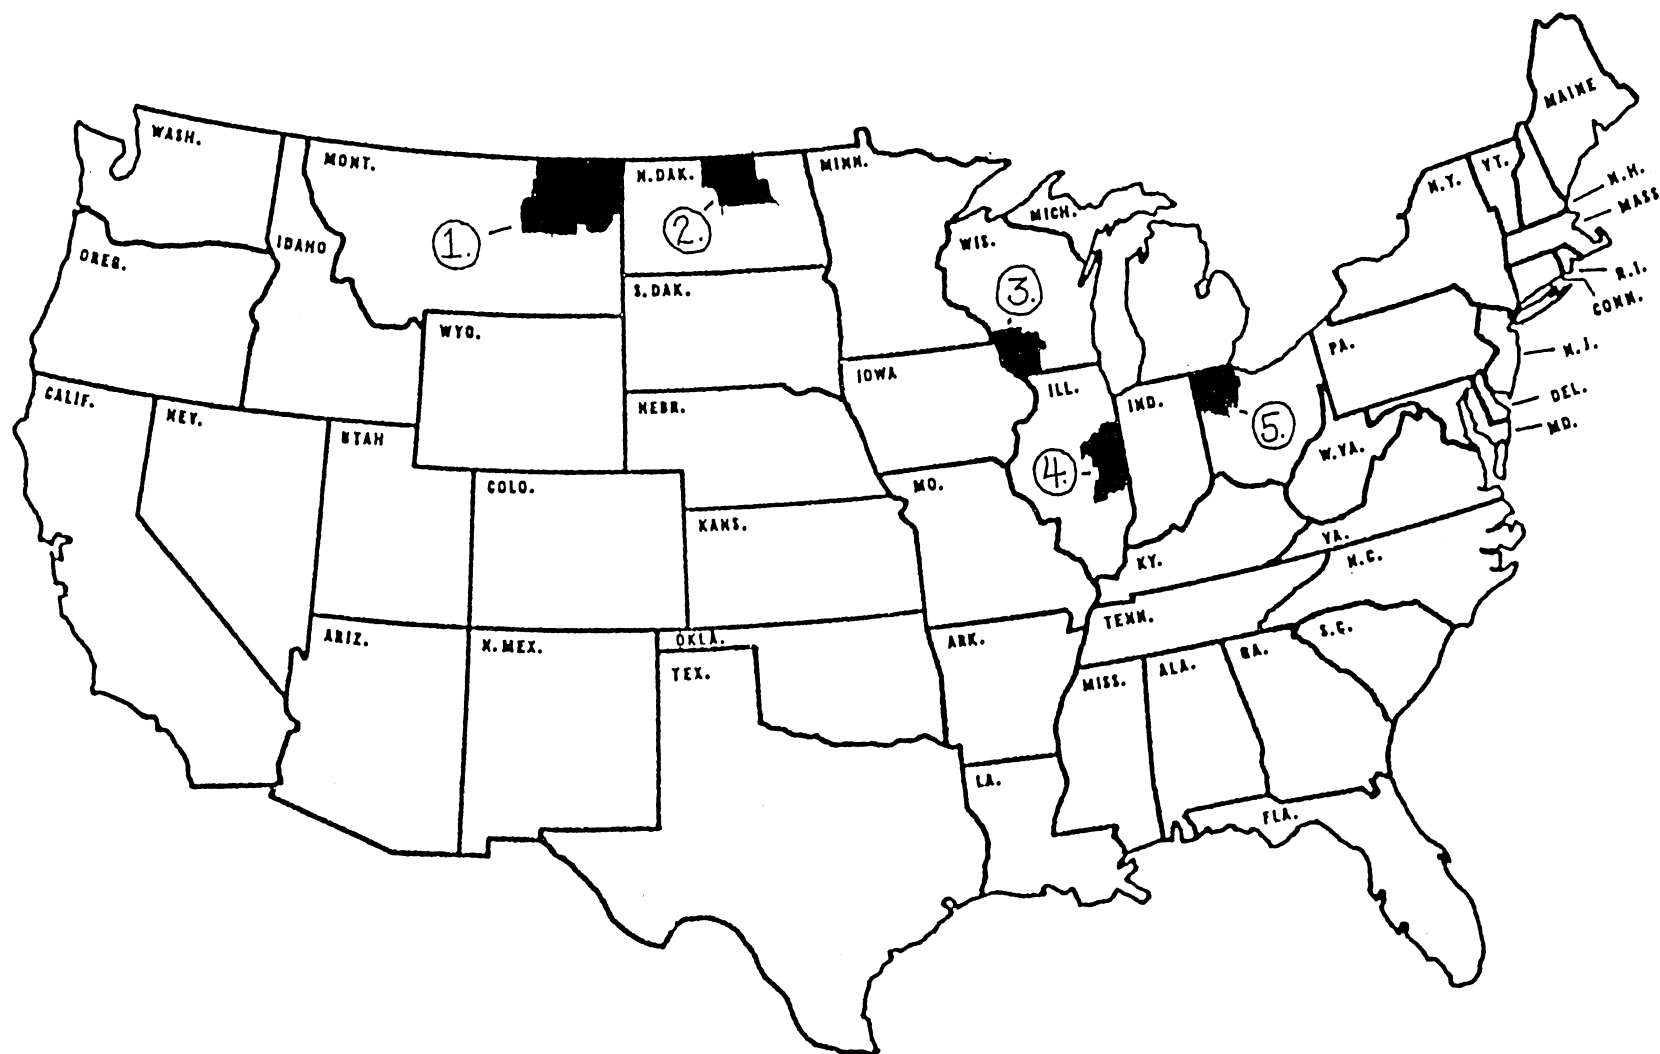 WASH.
MONT.
N.DAK.
MINN.
MAINE
VT.
N.Y.
N.H.
MASS
MICH.
WIS.
IDAHO
OREG.
1.
2.
3.
S.DAK.
R.I.
CONN.
WYO.
PA.
N.J.
IOWA
DEL.
MD.
CALIF.
NEV.
UTAH
NEBR.
ILL.
IND.
5.
W.VA.
4.
COLO.
MO.
KANS.
VA.
KY.
N.C.
TENN.
ARIZ.
N.MEX.
OKLA.
TEX.
ARK.
MISS.
ALA.
GA.
S.C.
LA.
FLA.